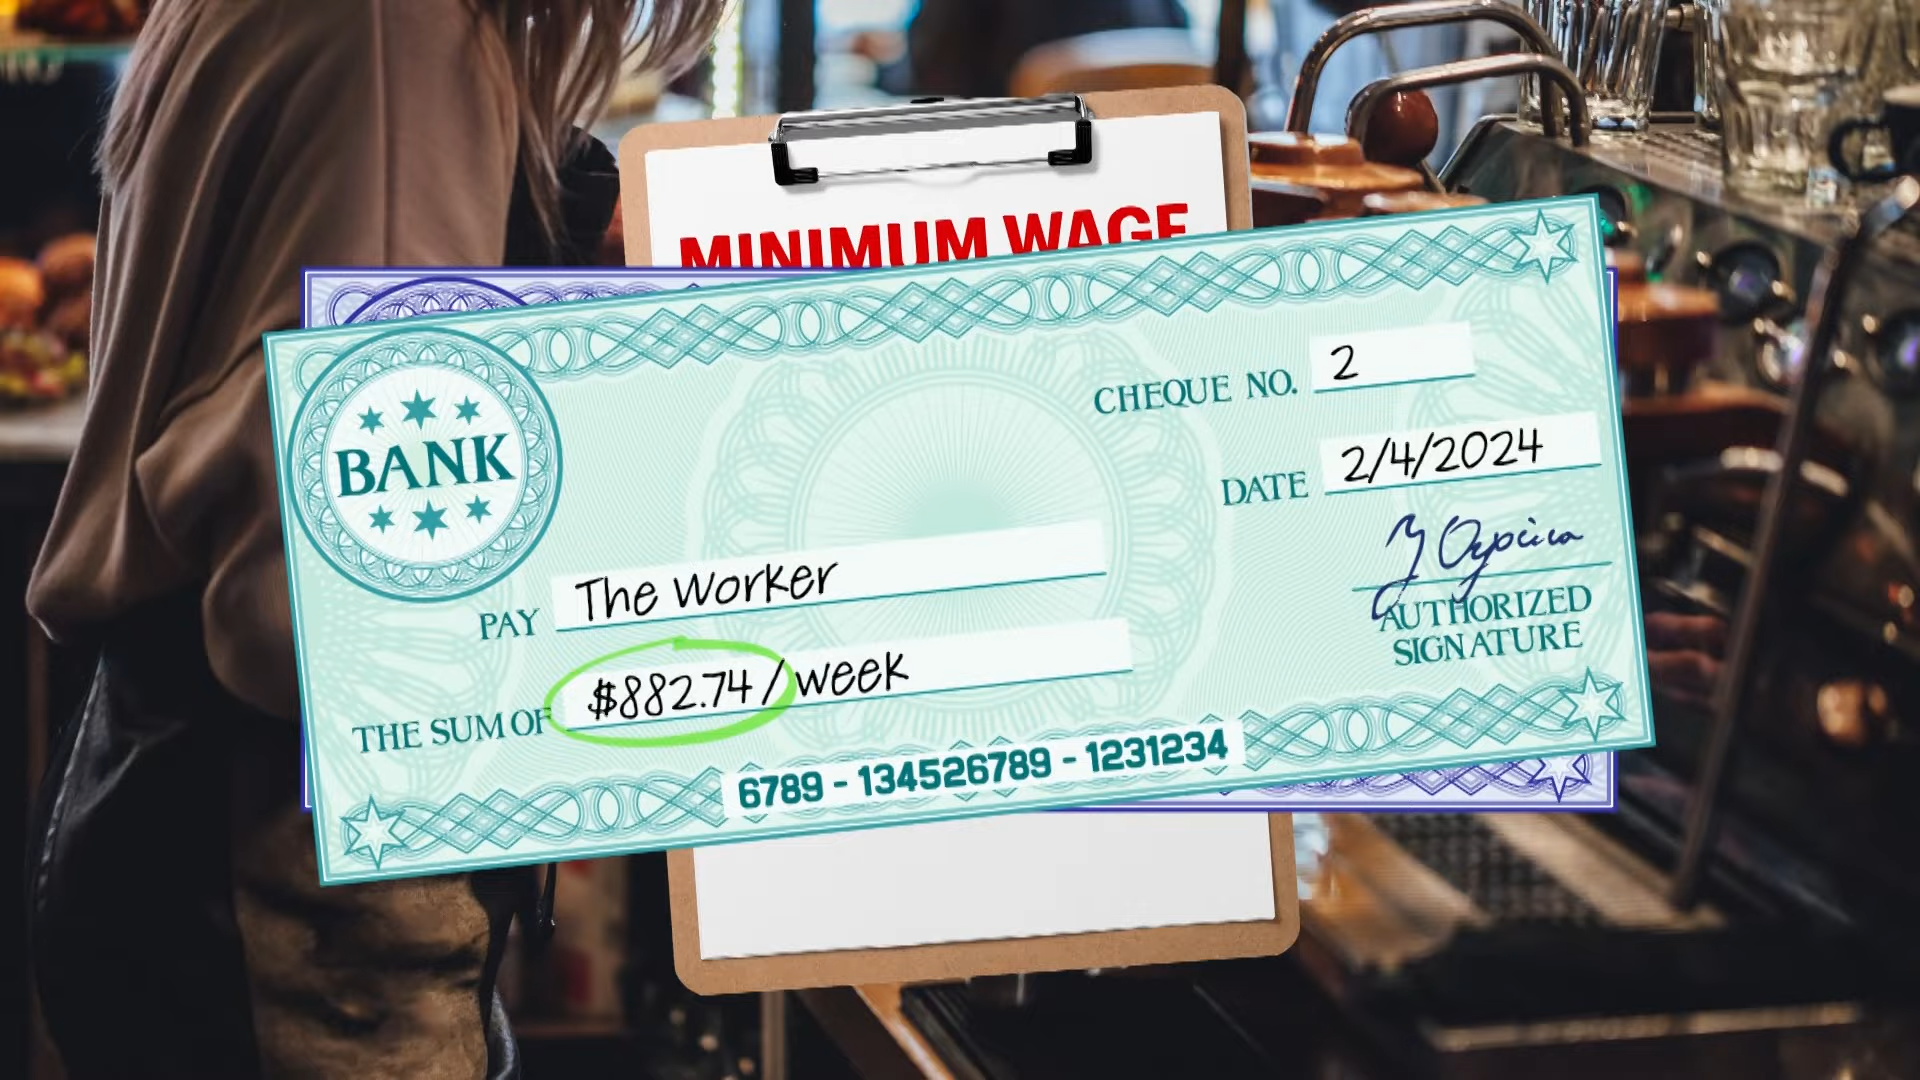 MINIMUM WAGE
CHEQUE NO. 2
BANK
DATE 2/4/2024
PAY The Worker
AUTHORIZED
SIGNATURE
THE SUM OF $882.74/week
6789 - 134526789 - 1231234